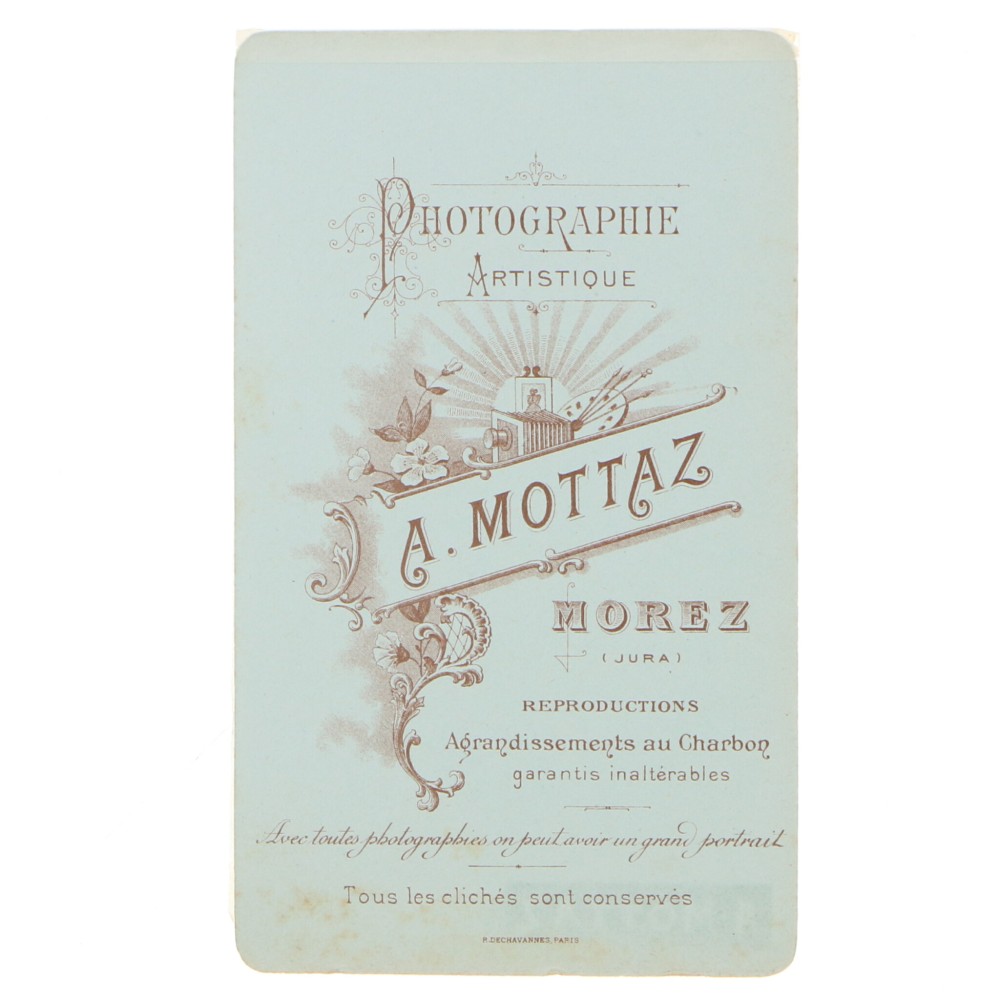 PHOTOGRAPHIE
ARTISTIQUE
A. MOTTAZ
MOREZ
(JURA)
REPRODUCTIONS
Agrandissements au Charbon
garantis inaltérables
Avec toutes photographies on peut avoir un grand portrait
Tous les clichés sont conservés
R. DECHAVANNES, PARIS